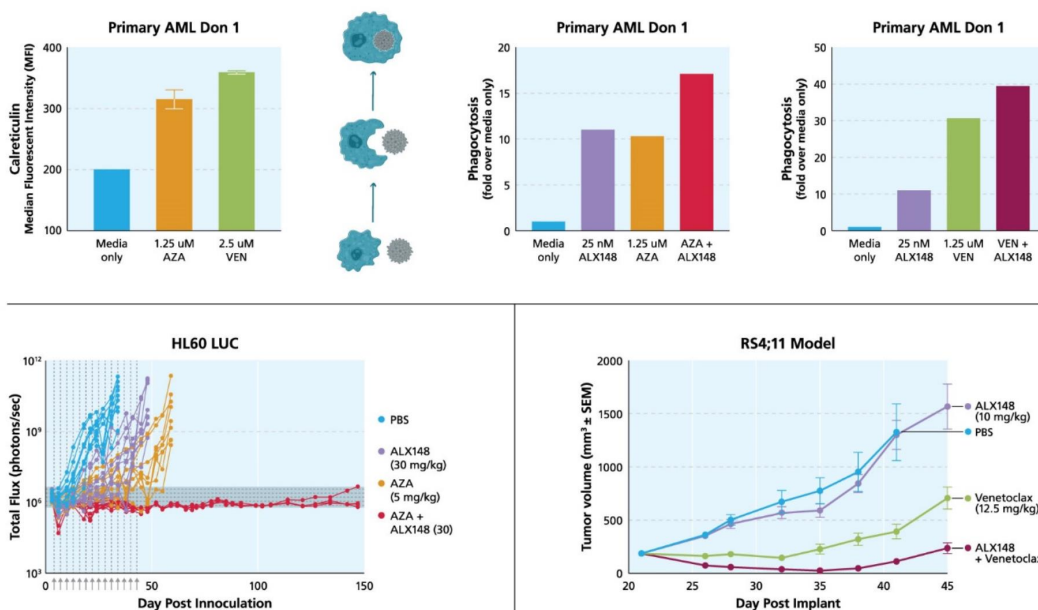 Primary AML Don 1
Calreticulin
Median Fluorescent Intensity (MFI)
400
300
200
100
Media
only
1.25 uM
AZA
2.5 uM
VEN
Primary AML Don 1
Phagocytosis
(fold over media only)
20
15
10
5
0
Media
only
25 nM
ALX148
1.25 uM
AZA
AZA +
ALX148
Primary AML Don 1
Phagocytosis
(fold over media only)
50
40
30
20
10
0
Media
only
25 nM
ALX148
1.25 uM
VEN
VEN +
ALX148
HL60 LUC
Total Flux (photons/sec)
10¹²
10⁹
10⁶
10³
0
50
100
150
Day Post Innoculation
PBS
ALX148
(30 mg/kg)
AZA
(5 mg/kg)
AZA +
ALX148 (30)
RS4;11 Model
Tumor volume (mm³ ± SEM)
2000
1500
1000
500
0
20
25
30
35
40
45
Day Post Implant
ALX148
(10 mg/kg)
PBS
Venetoclax
(12.5 mg/kg)
ALX148
+ Venetoclax